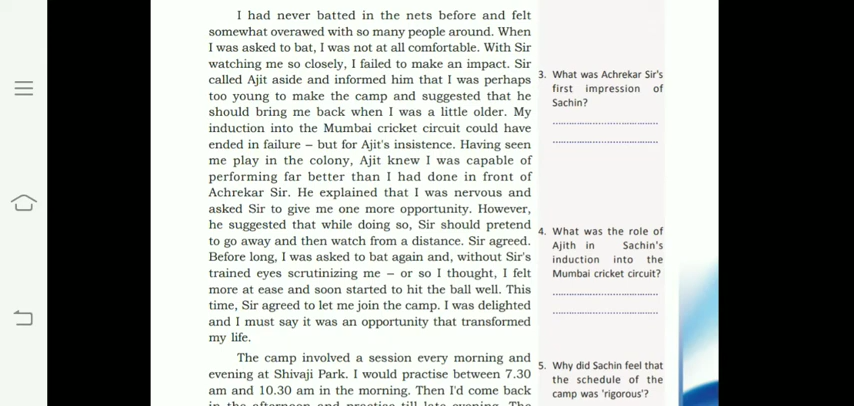 I had never batted in the nets before and felt
somewhat overawed with so many people around. When
I was asked to bat, I was not at all comfortable. With Sir
watching me so closely, I failed to make an impact. Sir
called Ajit aside and informed him that I was perhaps
too young to make the camp and suggested that he
should bring me back when I was a little older. My
induction into the Mumbai cricket circuit could have
ended in failure – but for Ajit's insistence. Having seen
me play in the colony, Ajit knew I was capable of
performing far better than I had done in front of
Achrekar Sir. He explained that I was nervous and
asked Sir to give me one more opportunity. However,
he suggested that while doing so, Sir should pretend
to go away and then watch from a distance. Sir agreed.
Before long, I was asked to bat again and, without Sir's
trained eyes scrutinizing me – or so I thought, I felt
more at ease and soon started to hit the ball well. This
time, Sir agreed to let me join the camp. I was delighted
and I must say it was an opportunity that transformed
my life.
The camp involved a session every morning and
evening at Shivaji Park. I would practise between 7.30
am and 10.30 am in the morning. Then I'd come back
in the afternoon and practise till late evening. The
3. What was Achrekar Sir's
first impression of
Sachin?
4. What was the role of
Ajith in Sachin's
induction into the
Mumbai cricket circuit?
5. Why did Sachin feel that
the schedule of the
camp was 'rigorous'?